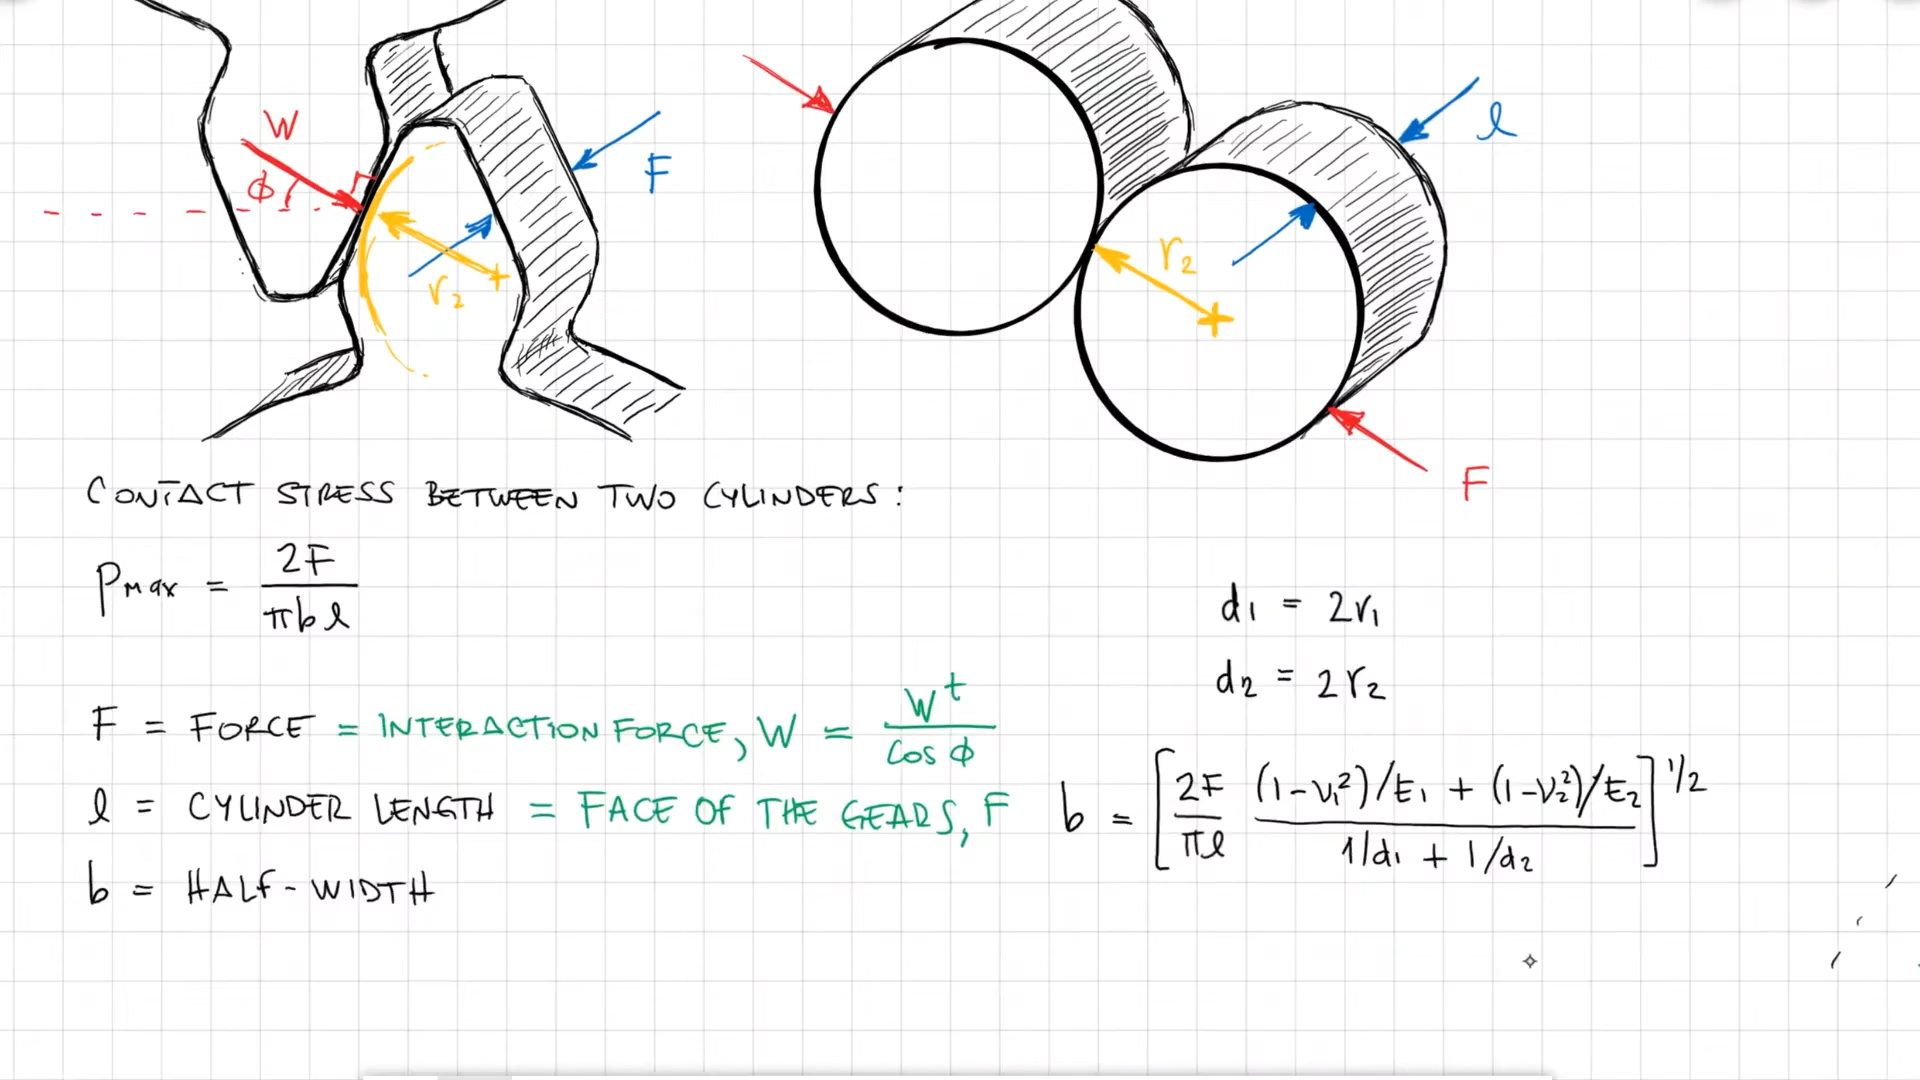 W
ϕ
F
r₂
r₂
l
F
CONTACT STRESS BETWEEN TWO CYLINDERS:
Pmax = 2F / πbl
d₁ = 2r₁
d₂ = 2r₂
F = FORCE = INTERACTION FORCE, W = Wᵗ / cos ϕ
l = CYLINDER LENGTH = FACE OF THE GEARS, F
b = [2F/πl (1-ν₁²)/E₁ + (1-ν₂²)/E₂ / 1/d₁ + 1/d₂]^1/2
b = HALF-WIDTH